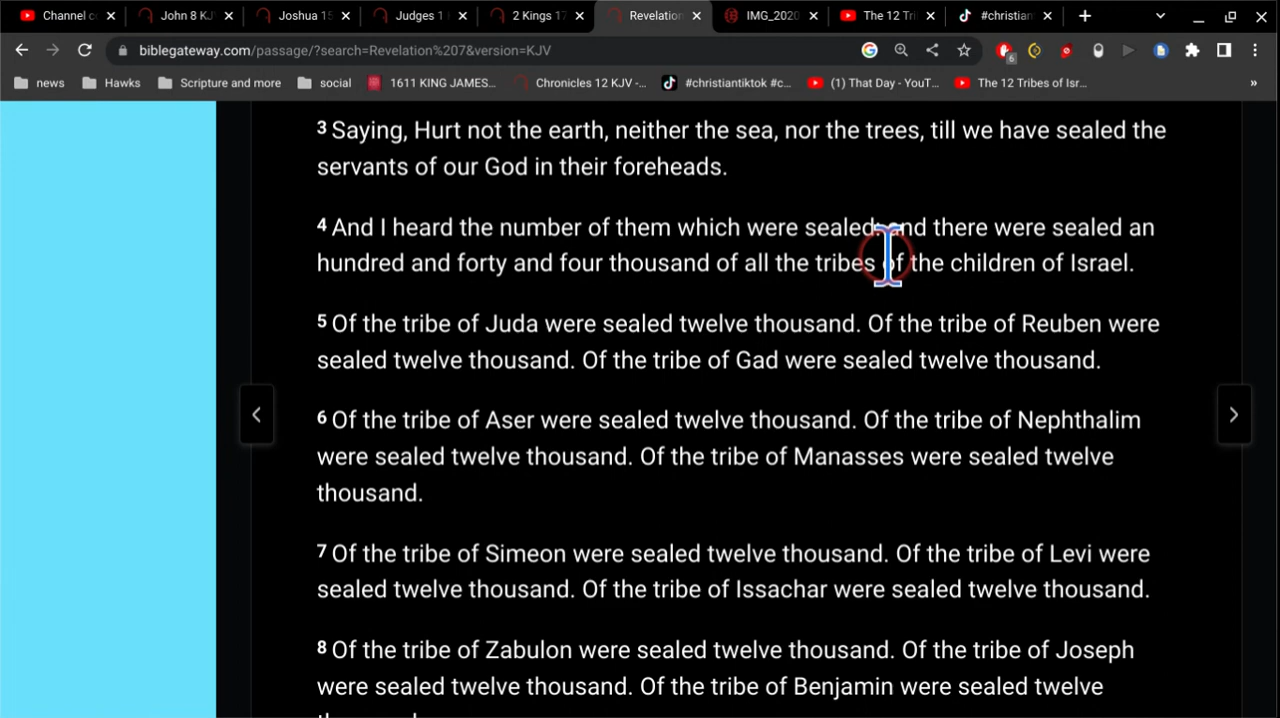 Channel c
John 8 KJ
Joshua 15
Judges 1
2 Kings 17
Revelation
IMG_2020
The 12 Tri
#christian
biblegateway.com/passage/?search=Revelation%207&version=KJV
6
news
Hawks
Scripture and more
social
1611 KING JAMES...
Chronicles 12 KJV -...
#christiantiktok #c...
(1) That Day - YouT...
The 12 Tribes of Isr...
»
3 Saying, Hurt not the earth, neither the sea, nor the trees, till we have sealed the
servants of our God in their foreheads.
4 And I heard the number of them which were sealed: and there were sealed an
hundred and forty and four thousand of all the tribes of the children of Israel.
5 Of the tribe of Juda were sealed twelve thousand. Of the tribe of Reuben were
sealed twelve thousand. Of the tribe of Gad were sealed twelve thousand.
6 Of the tribe of Aser were sealed twelve thousand. Of the tribe of Nephthalim
were sealed twelve thousand. Of the tribe of Manasses were sealed twelve
thousand.
7 Of the tribe of Simeon were sealed twelve thousand. Of the tribe of Levi were
sealed twelve thousand. Of the tribe of Issachar were sealed twelve thousand.
8 Of the tribe of Zabulon were sealed twelve thousand. Of the tribe of Joseph
were sealed twelve thousand. Of the tribe of Benjamin were sealed twelve